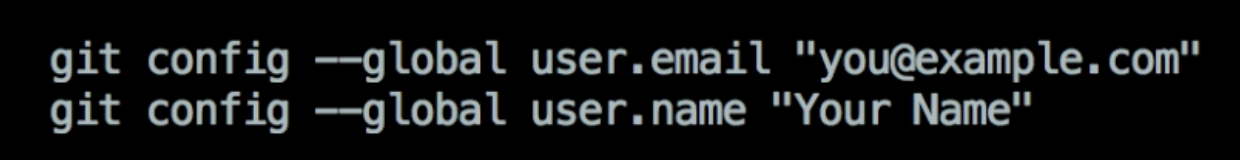 git config --global user.email "you@example.com"
git config --global user.name "Your Name"